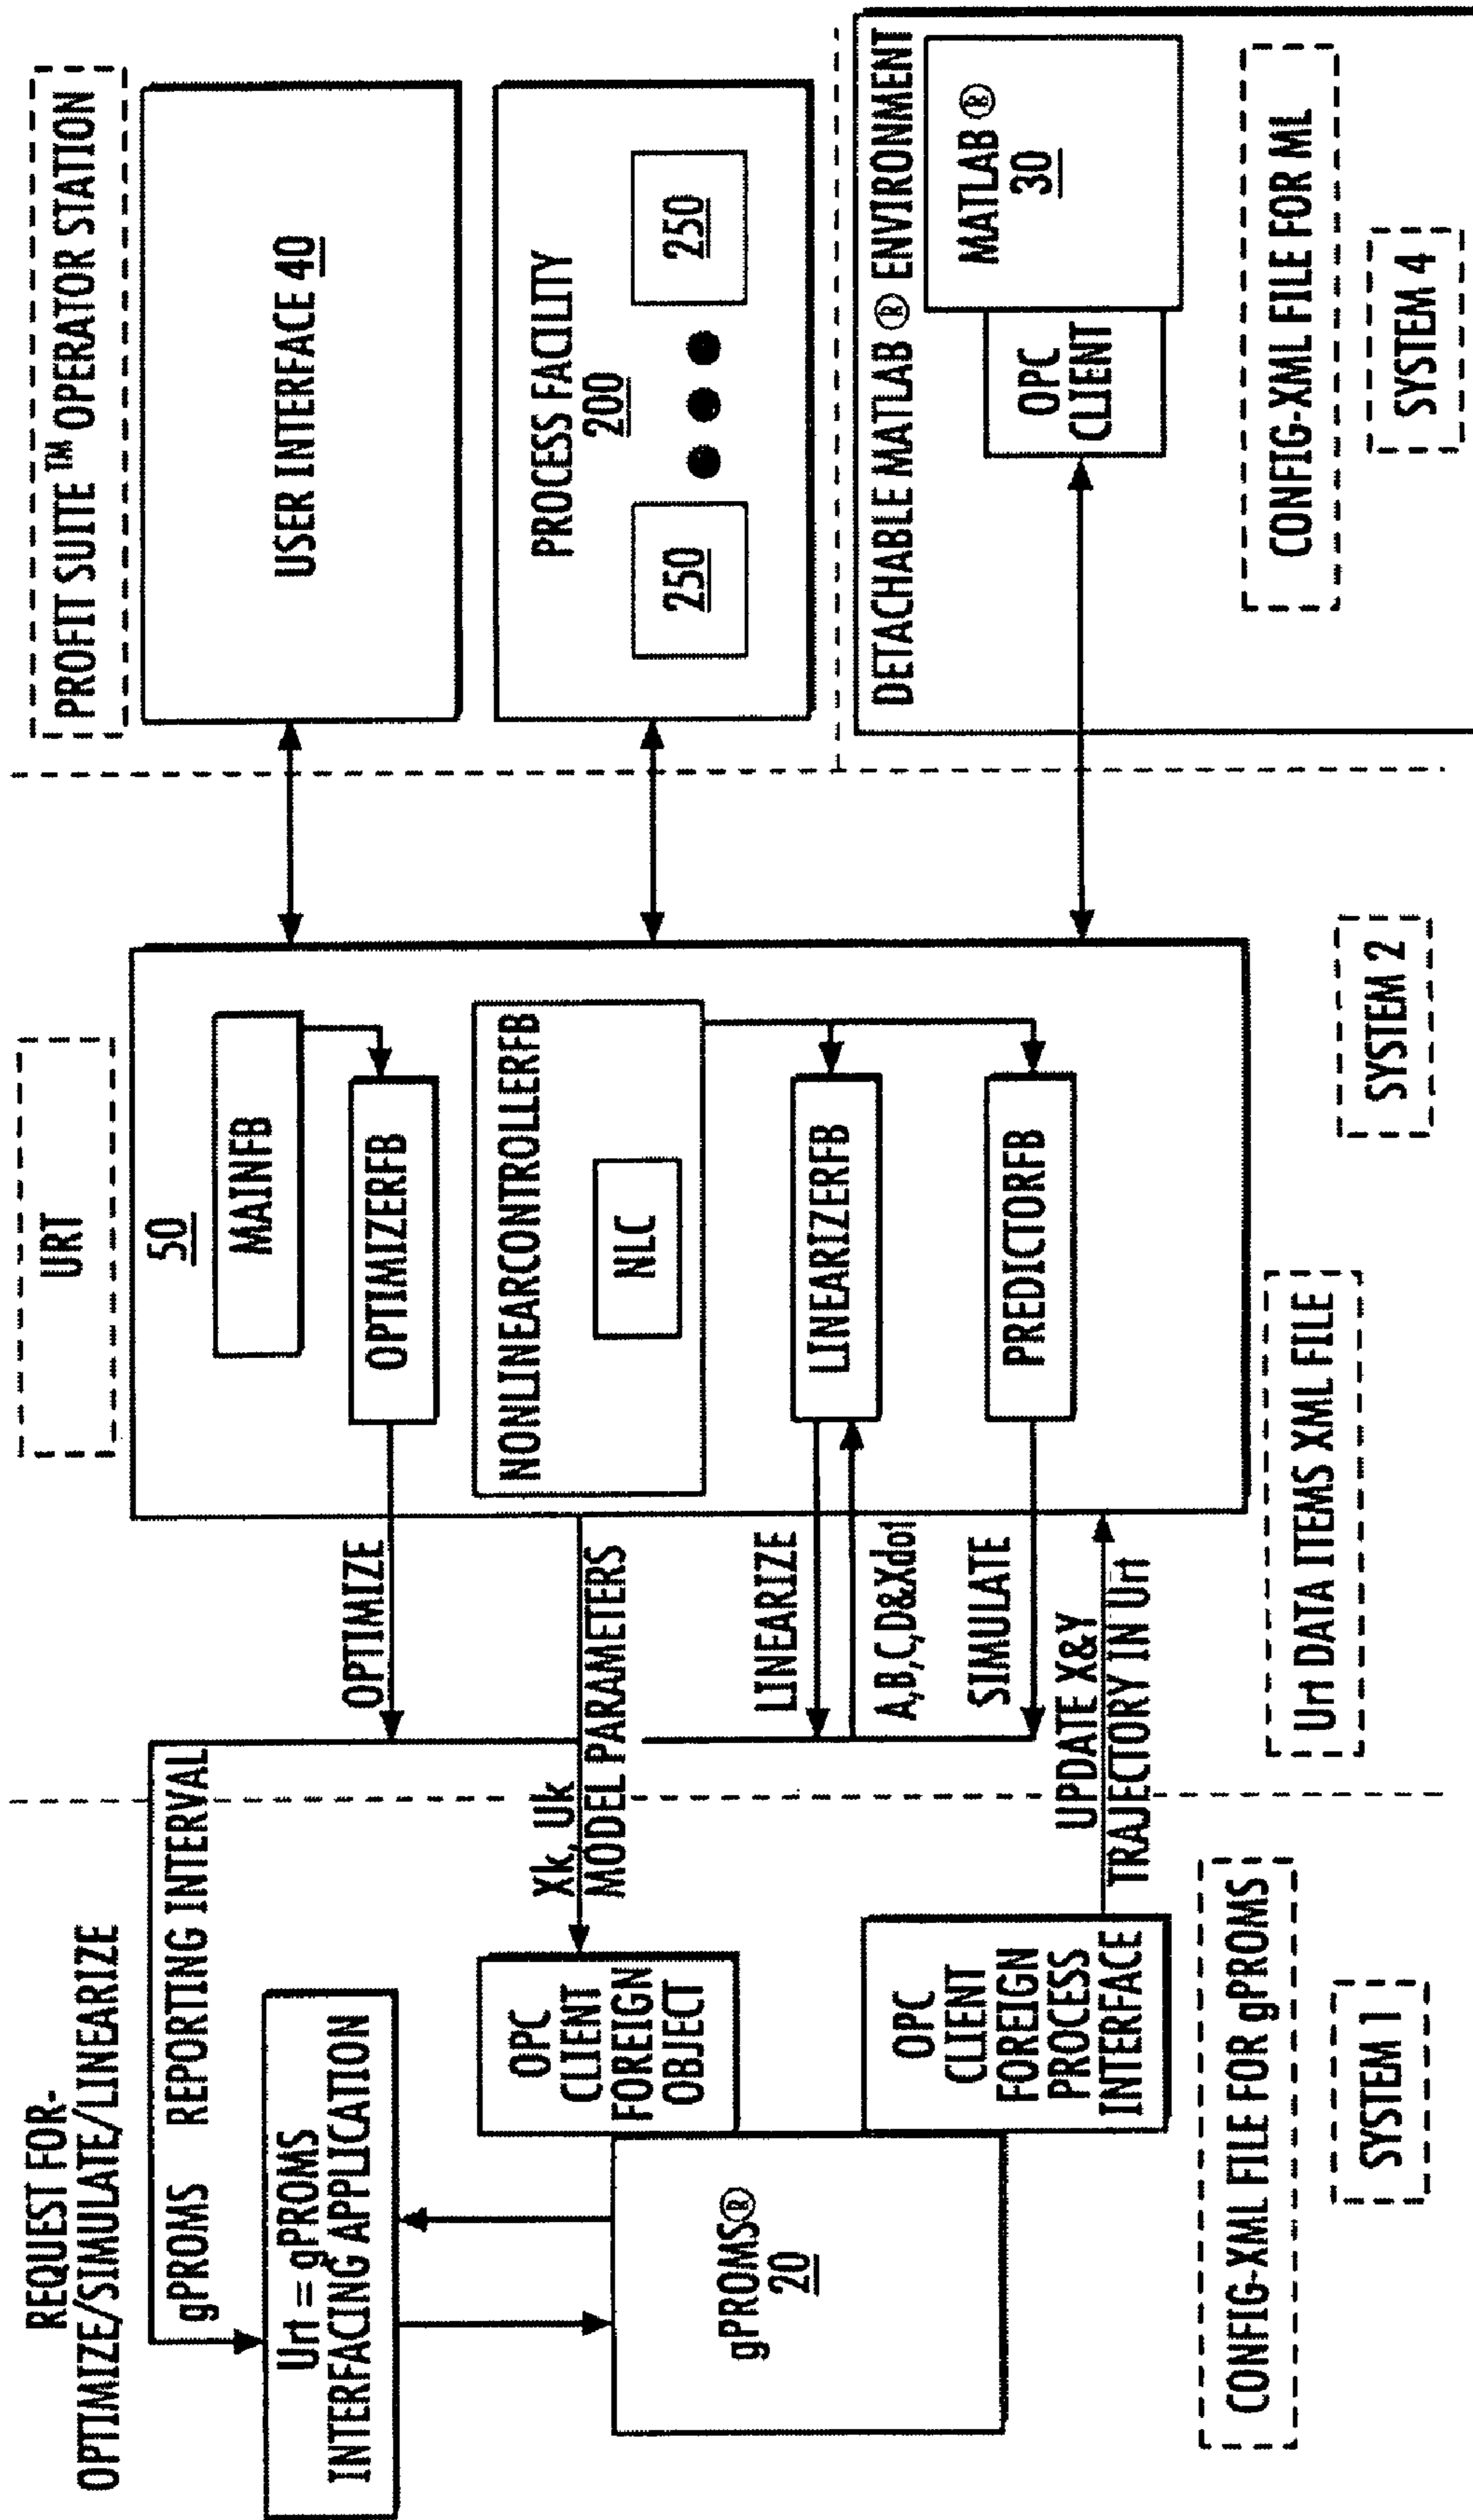 REQUEST FOR-
OPTIMIZE/SIMULATE/LINEARIZE
gPROMS REPORTING INTERVAL
Urt = gPROMS
INTERFACING APPLICATION
gPROMS®
20
OPC
CLIENT
FOREIGN
OBJECT
OPC
CLIENT
FOREIGN
PROCESS
INTERFACE
CONFIG-XML FILE FOR gPROMS
SYSTEM 1
OPTIMIZE
Xk, Uk
MODEL PARAMETERS
LINEARIZE
A,B,C,D&Xdot
SIMULATE
UPDATE X&Y
TRAJECTORY IN Urt
URT
50
MAINFB
OPTIMIZERFB
NONLINEARCONTROLLERFB
NLC
LINEARIZERFB
PREDICTORFB
Urt DATA ITEMS XML FILE
SYSTEM 2
PROFIT SUITE™ OPERATOR STATION
USER INTERFACE 40
PROCESS FACILITY
200
250
250
DETACHABLE MATLAB® ENVIRONMENT
OPC
CLIENT
MATLAB®
30
CONFIG-XML FILE FOR ML
SYSTEM 4